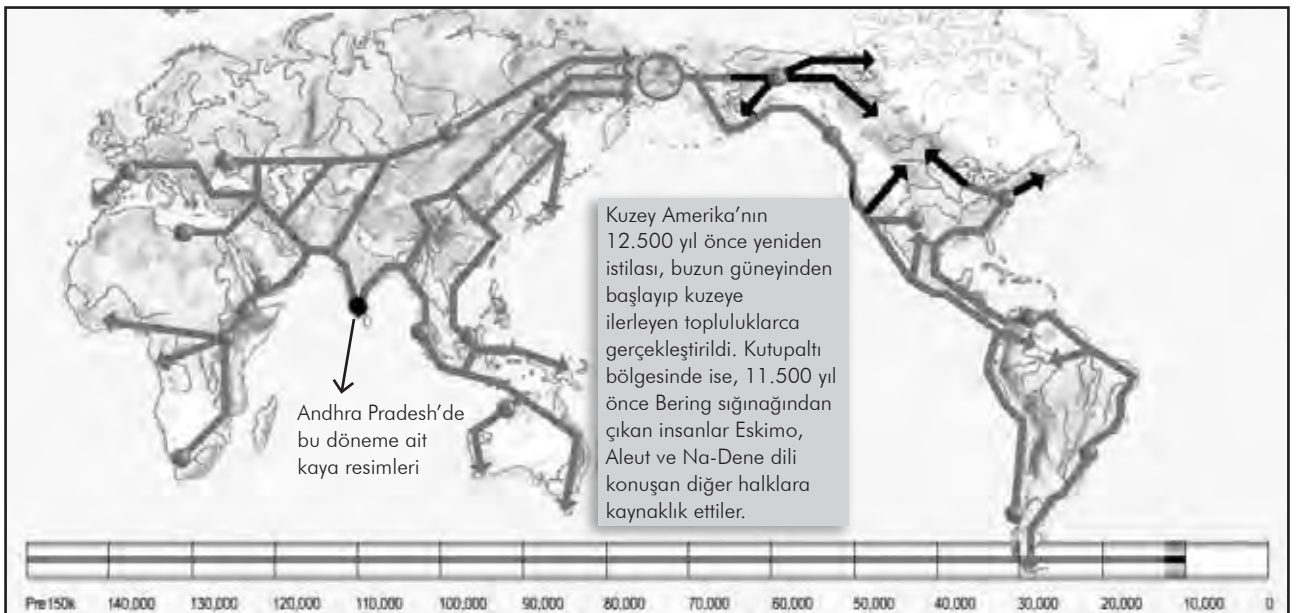 Kuzey Amerika'nın
12.500 yıl önce yeniden
istilası, buzun güneyinden
başlayıp kuzeye
ilerleyen topluluklarca
gerçekleştirildi. Kutupaltı
bölgesinde ise, 11.500 yıl
önce Bering sığınağından
çıkan insanlar Eskimo,
Aleut ve Na-Dene dili
konuşan diğer halklara
kaynaklık ettiler.
Andhra Pradesh'de
bu döneme ait
kaya resimleri
Pre150k 140,000 130,000 120,000 110,000 100,000 90,000 80,000 70,000 60,000 50,000 40,000 30,000 20,000 10,000 0